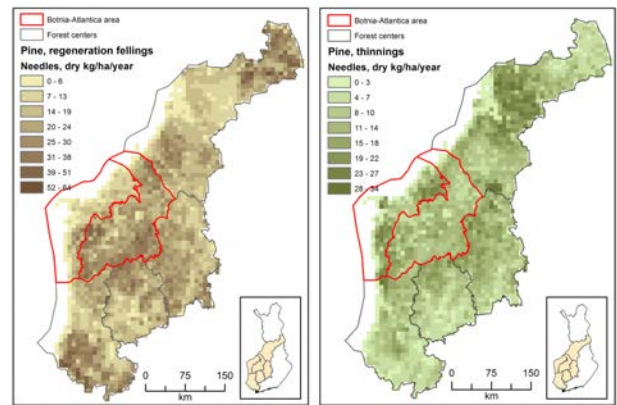 Botnia-Atlantica area
Forest centers
Pine, regeneration fellings
Needles, dry kg/ha/year
0 - 6
7 - 13
14 - 19
20 - 24
25 - 30
31 - 38
39 - 51
52 - 64
0 75 150
km
Botnia-Atlantica area
Forest centers
Pine, thinnings
Needles, dry kg/ha/year
0 - 3
4 - 7
8 - 10
11 - 14
15 - 18
19 - 22
23 - 27
28 - 34
0 75 150
km